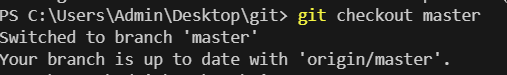 PS C:\Users\Admin\Desktop\git> git checkout master
Switched to branch 'master'
Your branch is up to date with 'origin/master'.